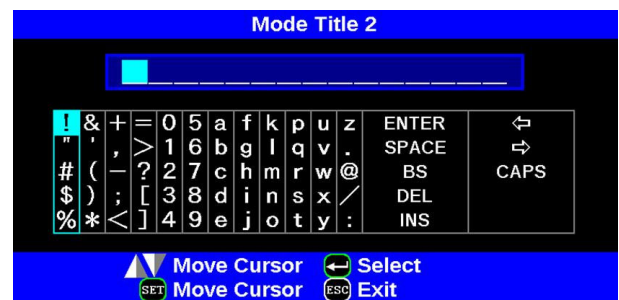 Mode Title 2
! & + = 0 5 a f k p u z ENTER ⇦
" ' , > 1 6 b g l q v . SPACE ⇨
# ( − ? 2 7 c h m r w @ BS CAPS
$ ) ; [ 3 8 d i n s x / DEL
% * < ] 4 9 e j o t y : INS
Move Cursor Select
SET Move Cursor ESC Exit